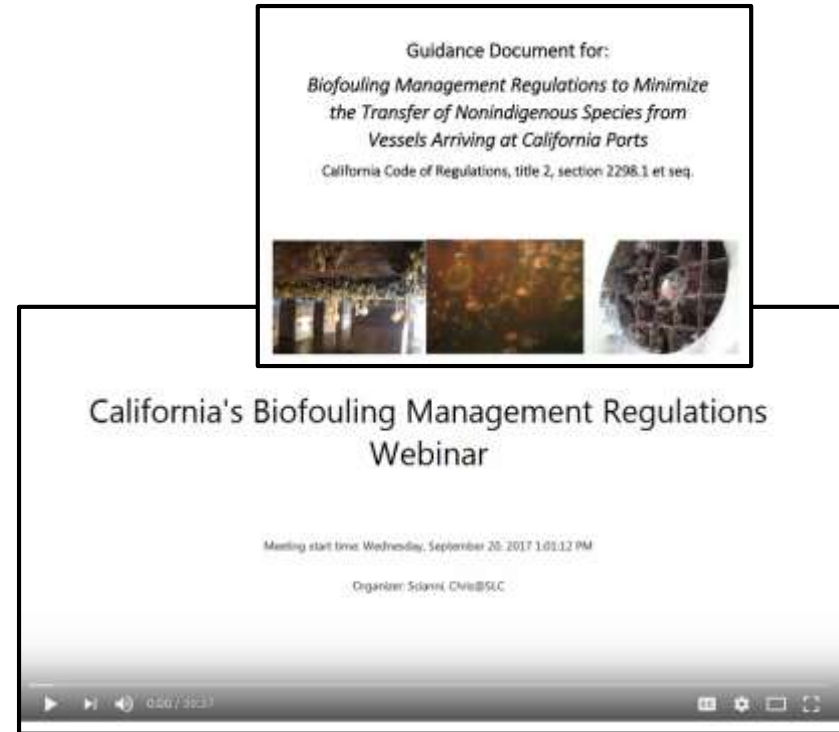 Guidance Document for:
Biofouling Management Regulations to Minimize
the Transfer of Nonindigenous Species from
Vessels Arriving at California Ports
California Code of Regulations, title 2, section 2298.1 et seq.
California's Biofouling Management Regulations
Webinar
Meeting start time: Wednesday, September 20, 2017 1:01:12 PM
Organizer: Scianni, Chris@SLC
0:00 /